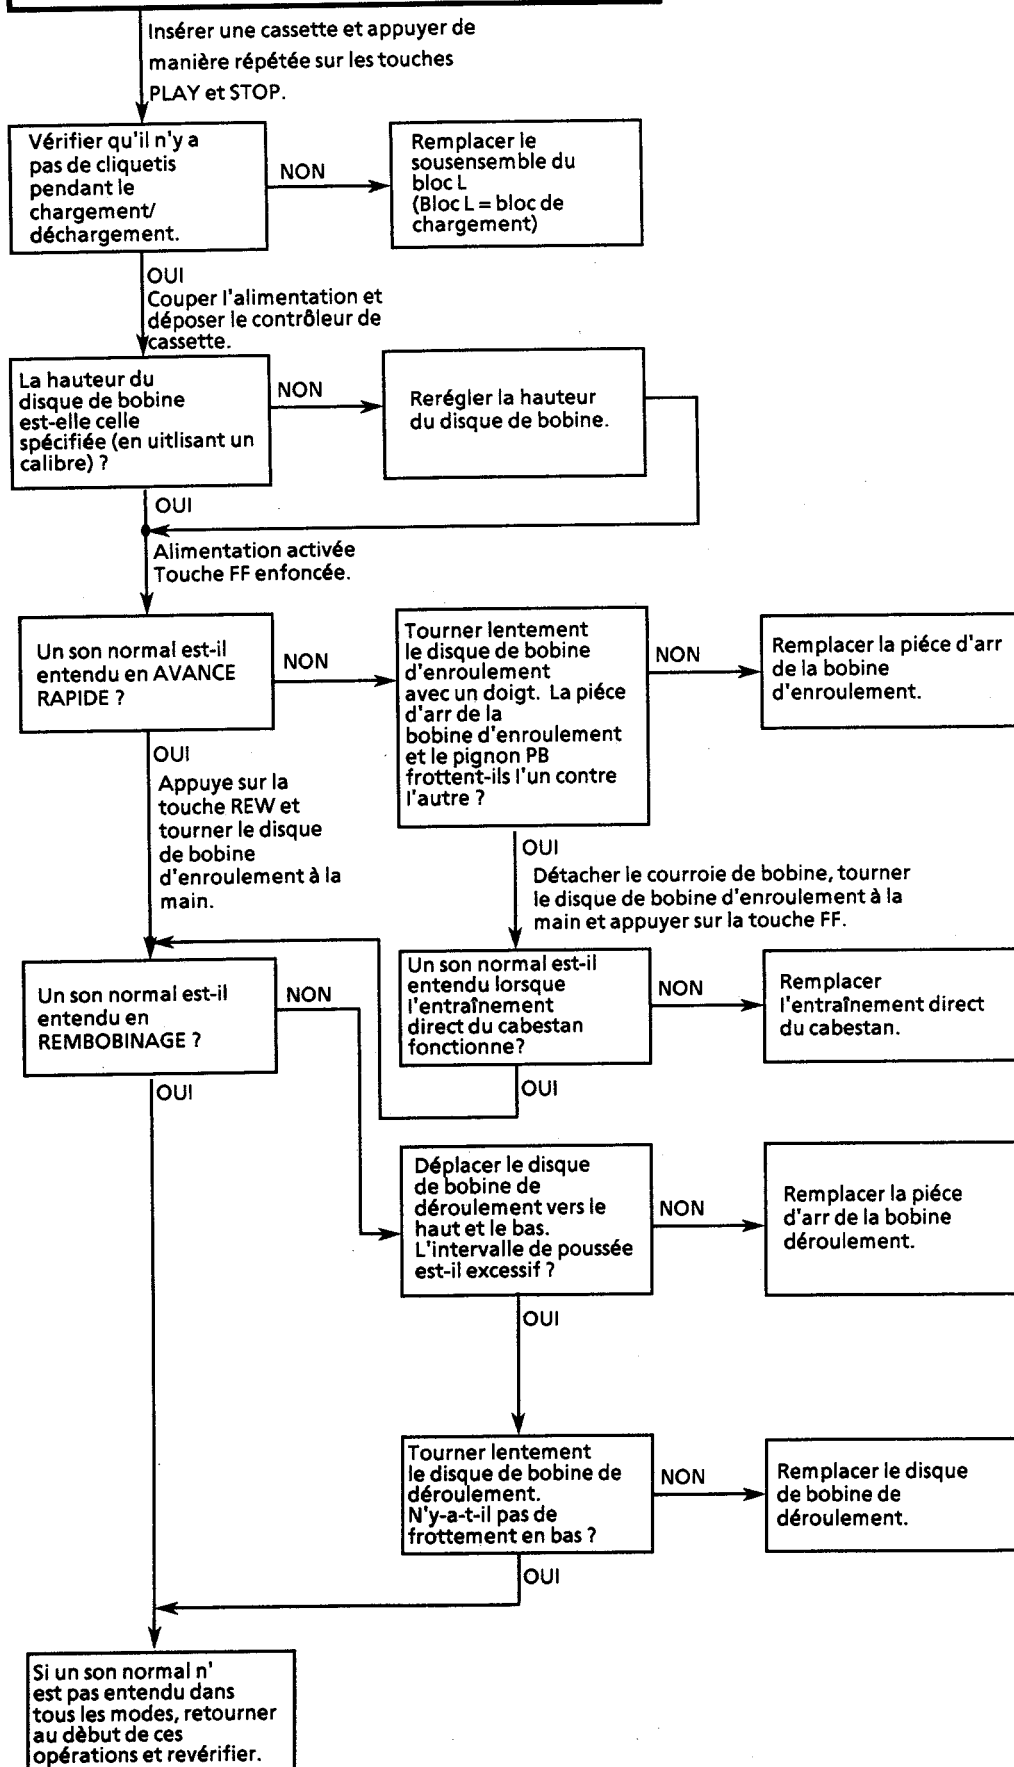 Insérer une cassette et appuyer de
manière répétée sur les touches
PLAY et STOP.
Vérifier qu'il n'y a
pas de cliquetis
pendant le
chargement/
déchargement.
NON
Remplacer le
sousensemble du
bloc L
(Bloc L = bloc de
chargement)
OUI
Couper l'alimentation et
déposer le contrôleur de
cassette.
La hauteur du
disque de bobine
est-elle celle
spécifiée (en uitlisant un
calibre) ?
NON
Rerégler la hauteur
du disque de bobine.
OUI
Alimentation activée
Touche FF enfoncée.
Un son normal est-il
entendu en AVANCE
RAPIDE ?
NON
Tourner lentement
le disque de bobine
d'enroulement
avec un doigt. La piéce
d'arr de la
bobine d'enroulement
et le pignon PB
frottent-ils l'un contre
l'autre ?
NON
Remplacer la piéce d'arr
de la bobine
d'enroulement.
OUI
Appuye sur la
touche REW et
tourner le disque
de bobine
d'enroulement à la
main.
OUI
Détacher le courroie de bobine, tourner
le disque de bobine d'enroulement à la
main et appuyer sur la touche FF.
Un son normal est-il
entendu en
REMBOBINAGE ?
NON
Un son normal est-il
entendu lorsque
l'entraînement
direct du cabestan
fonctionne?
NON
Remplacer
l'entraînement direct
du cabestan.
OUI
OUI
Déplacer le disque
de bobine de
déroulement vers le
haut et le bas.
L'intervalle de poussée
est-il excessif ?
NON
Remplacer la piéce
d'arr de la bobine
déroulement.
OUI
Tourner lentement
le disque de bobine de
déroulement.
N'y-a-t-il pas de
frottement en bas ?
NON
Remplacer le disque
de bobine de
déroulement.
OUI
Si un son normal n'
est pas entendu dans
tous les modes, retourner
au dèbut de ces
opérations et revérifier.